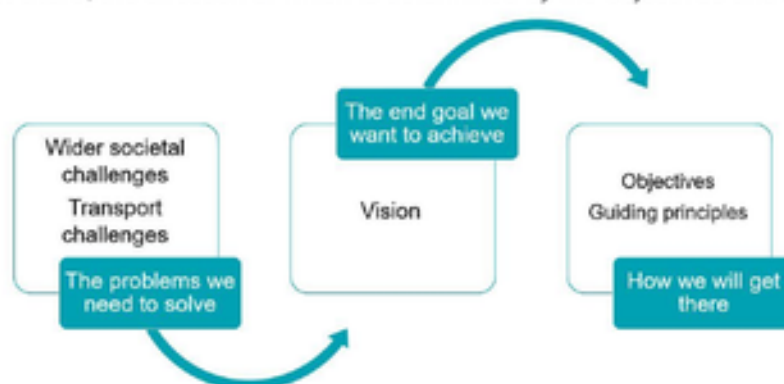 Wider societal
challenges
Transport
challenges
The problems we
need to solve
The end goal we
want to achieve
Vision
Objectives
Guiding principles
How we will get
there